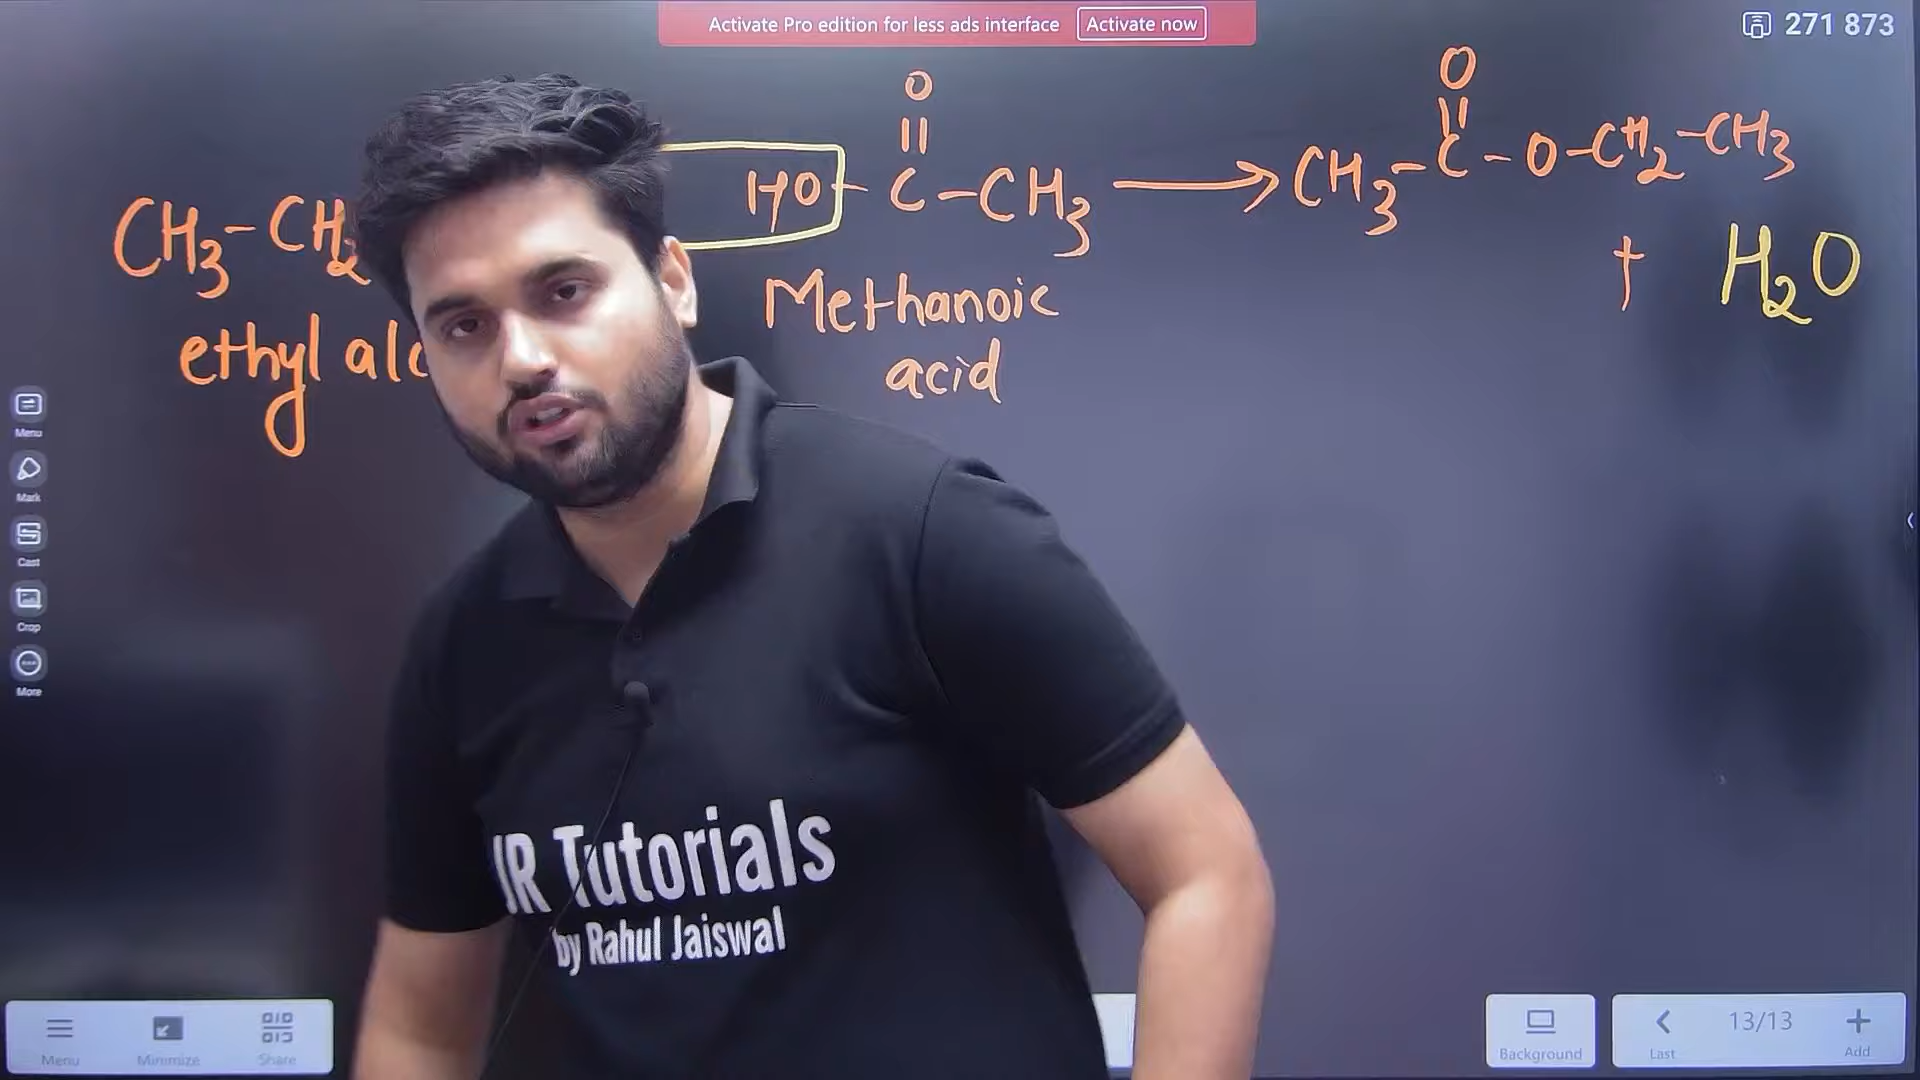 Activate Pro edition for less ads interface Activate now
271 873
O
||
CH3-CH2 HO-C-CH3 → CH3-C-O-CH2-CH3
O
||
+ H2O
ethyl
Methanoic
acid
Menu
Mark
Cast
Crop
More
JR Tutorials
by Rahul Jaiswal
Menu Minimize Share
Background
Last 13/13 Add